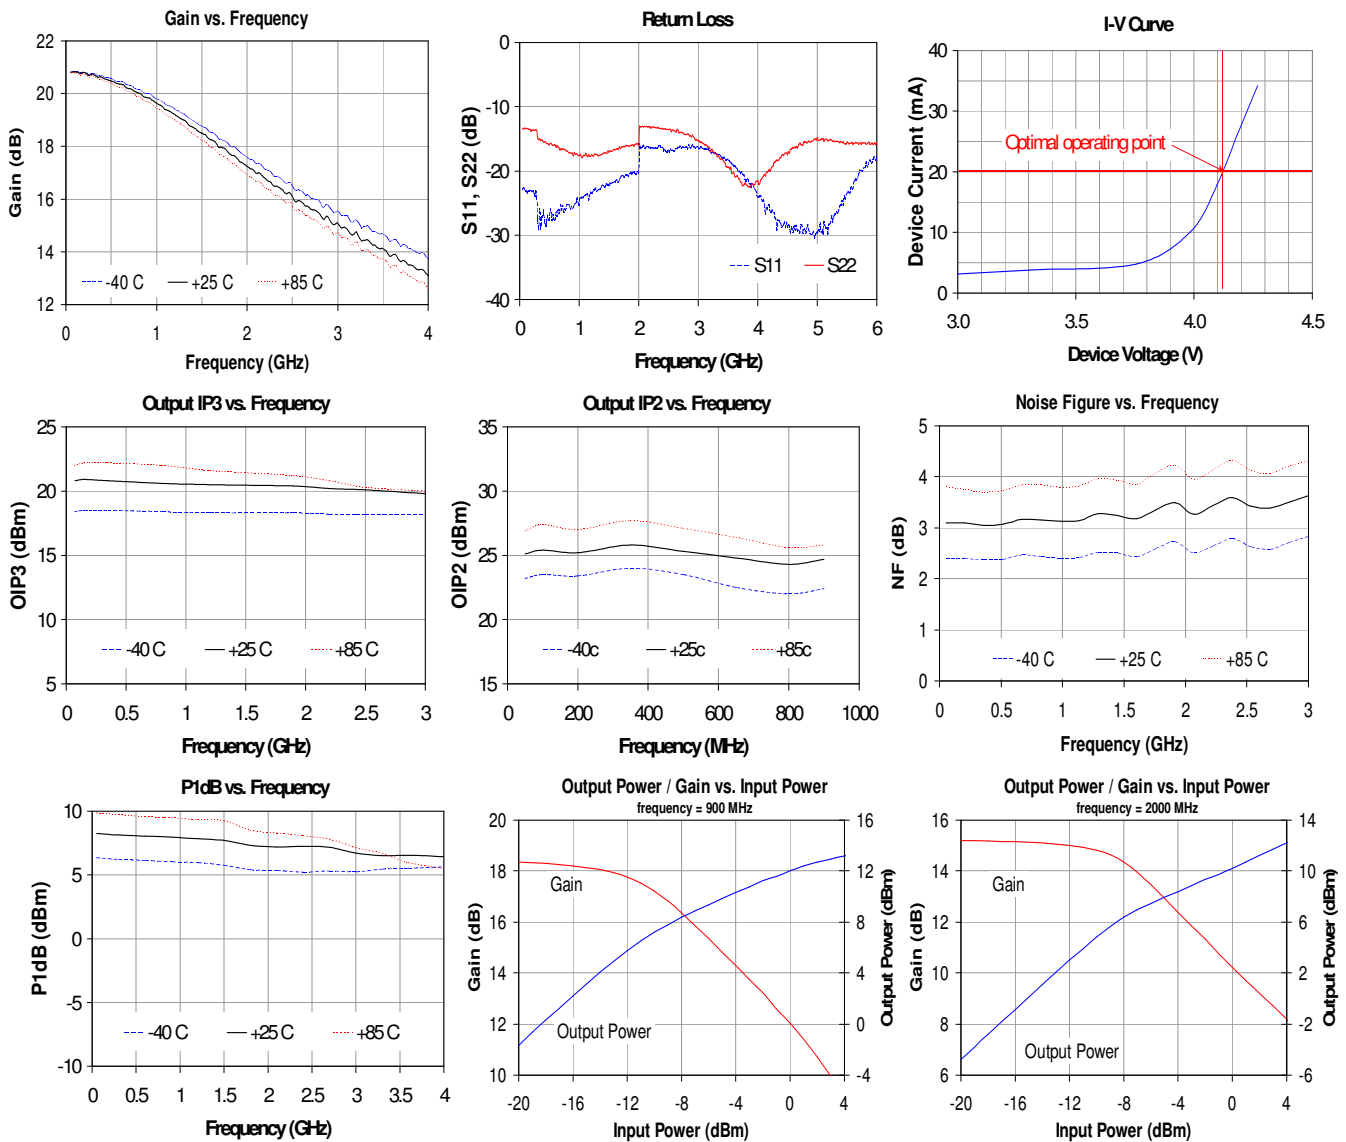 Gain vs. Frequency
22
20
18
16
14
12
Gain (dB)
-40 C
+25 C
+85 C
0
1
2
3
4
Frequency (GHz)
Return Loss
0
-10
-20
-30
-40
S11, S22 (dB)
S11
S22
0
1
2
3
4
5
6
Frequency (GHz)
I-V Curve
40
30
20
10
0
Device Current (mA)
Optimal operating point
3.0
3.5
4.0
4.5
Device Voltage (V)
Output IP3 vs. Frequency
25
20
15
10
5
OIP3 (dBm)
-40 C
+25 C
+85 C
0
0.5
1
1.5
2
2.5
3
Frequency (GHz)
Output IP2 vs. Frequency
35
30
25
20
15
OIP2 (dBm)
-40c
+25c
+85c
0
200
400
600
800
1000
Frequency (MHz)
Noise Figure vs. Frequency
5
4
3
2
1
0
NF (dB)
-40 C
+25 C
+85 C
0
0.5
1
1.5
2
2.5
3
Frequency (GHz)
P1dB vs. Frequency
10
5
0
-5
-10
P1dB (dBm)
-40 C
+25 C
+85 C
0
0.5
1
1.5
2
2.5
3
3.5
4
Frequency (GHz)
Output Power / Gain vs. Input Power
frequency = 900 MHz
20
18
16
14
12
10
Gain (dB)
Gain
Output Power
16
12
8
4
0
-4
Output Power (dBm)
-20
-16
-12
-8
-4
0
4
Input Power (dBm)
Output Power / Gain vs. Input Power
frequency = 2000 MHz
16
14
12
10
8
6
Gain (dB)
Gain
Output Power
14
10
6
2
-2
-6
Output Power (dBm)
-20
-16
-12
-8
-4
0
4
Input Power (dBm)